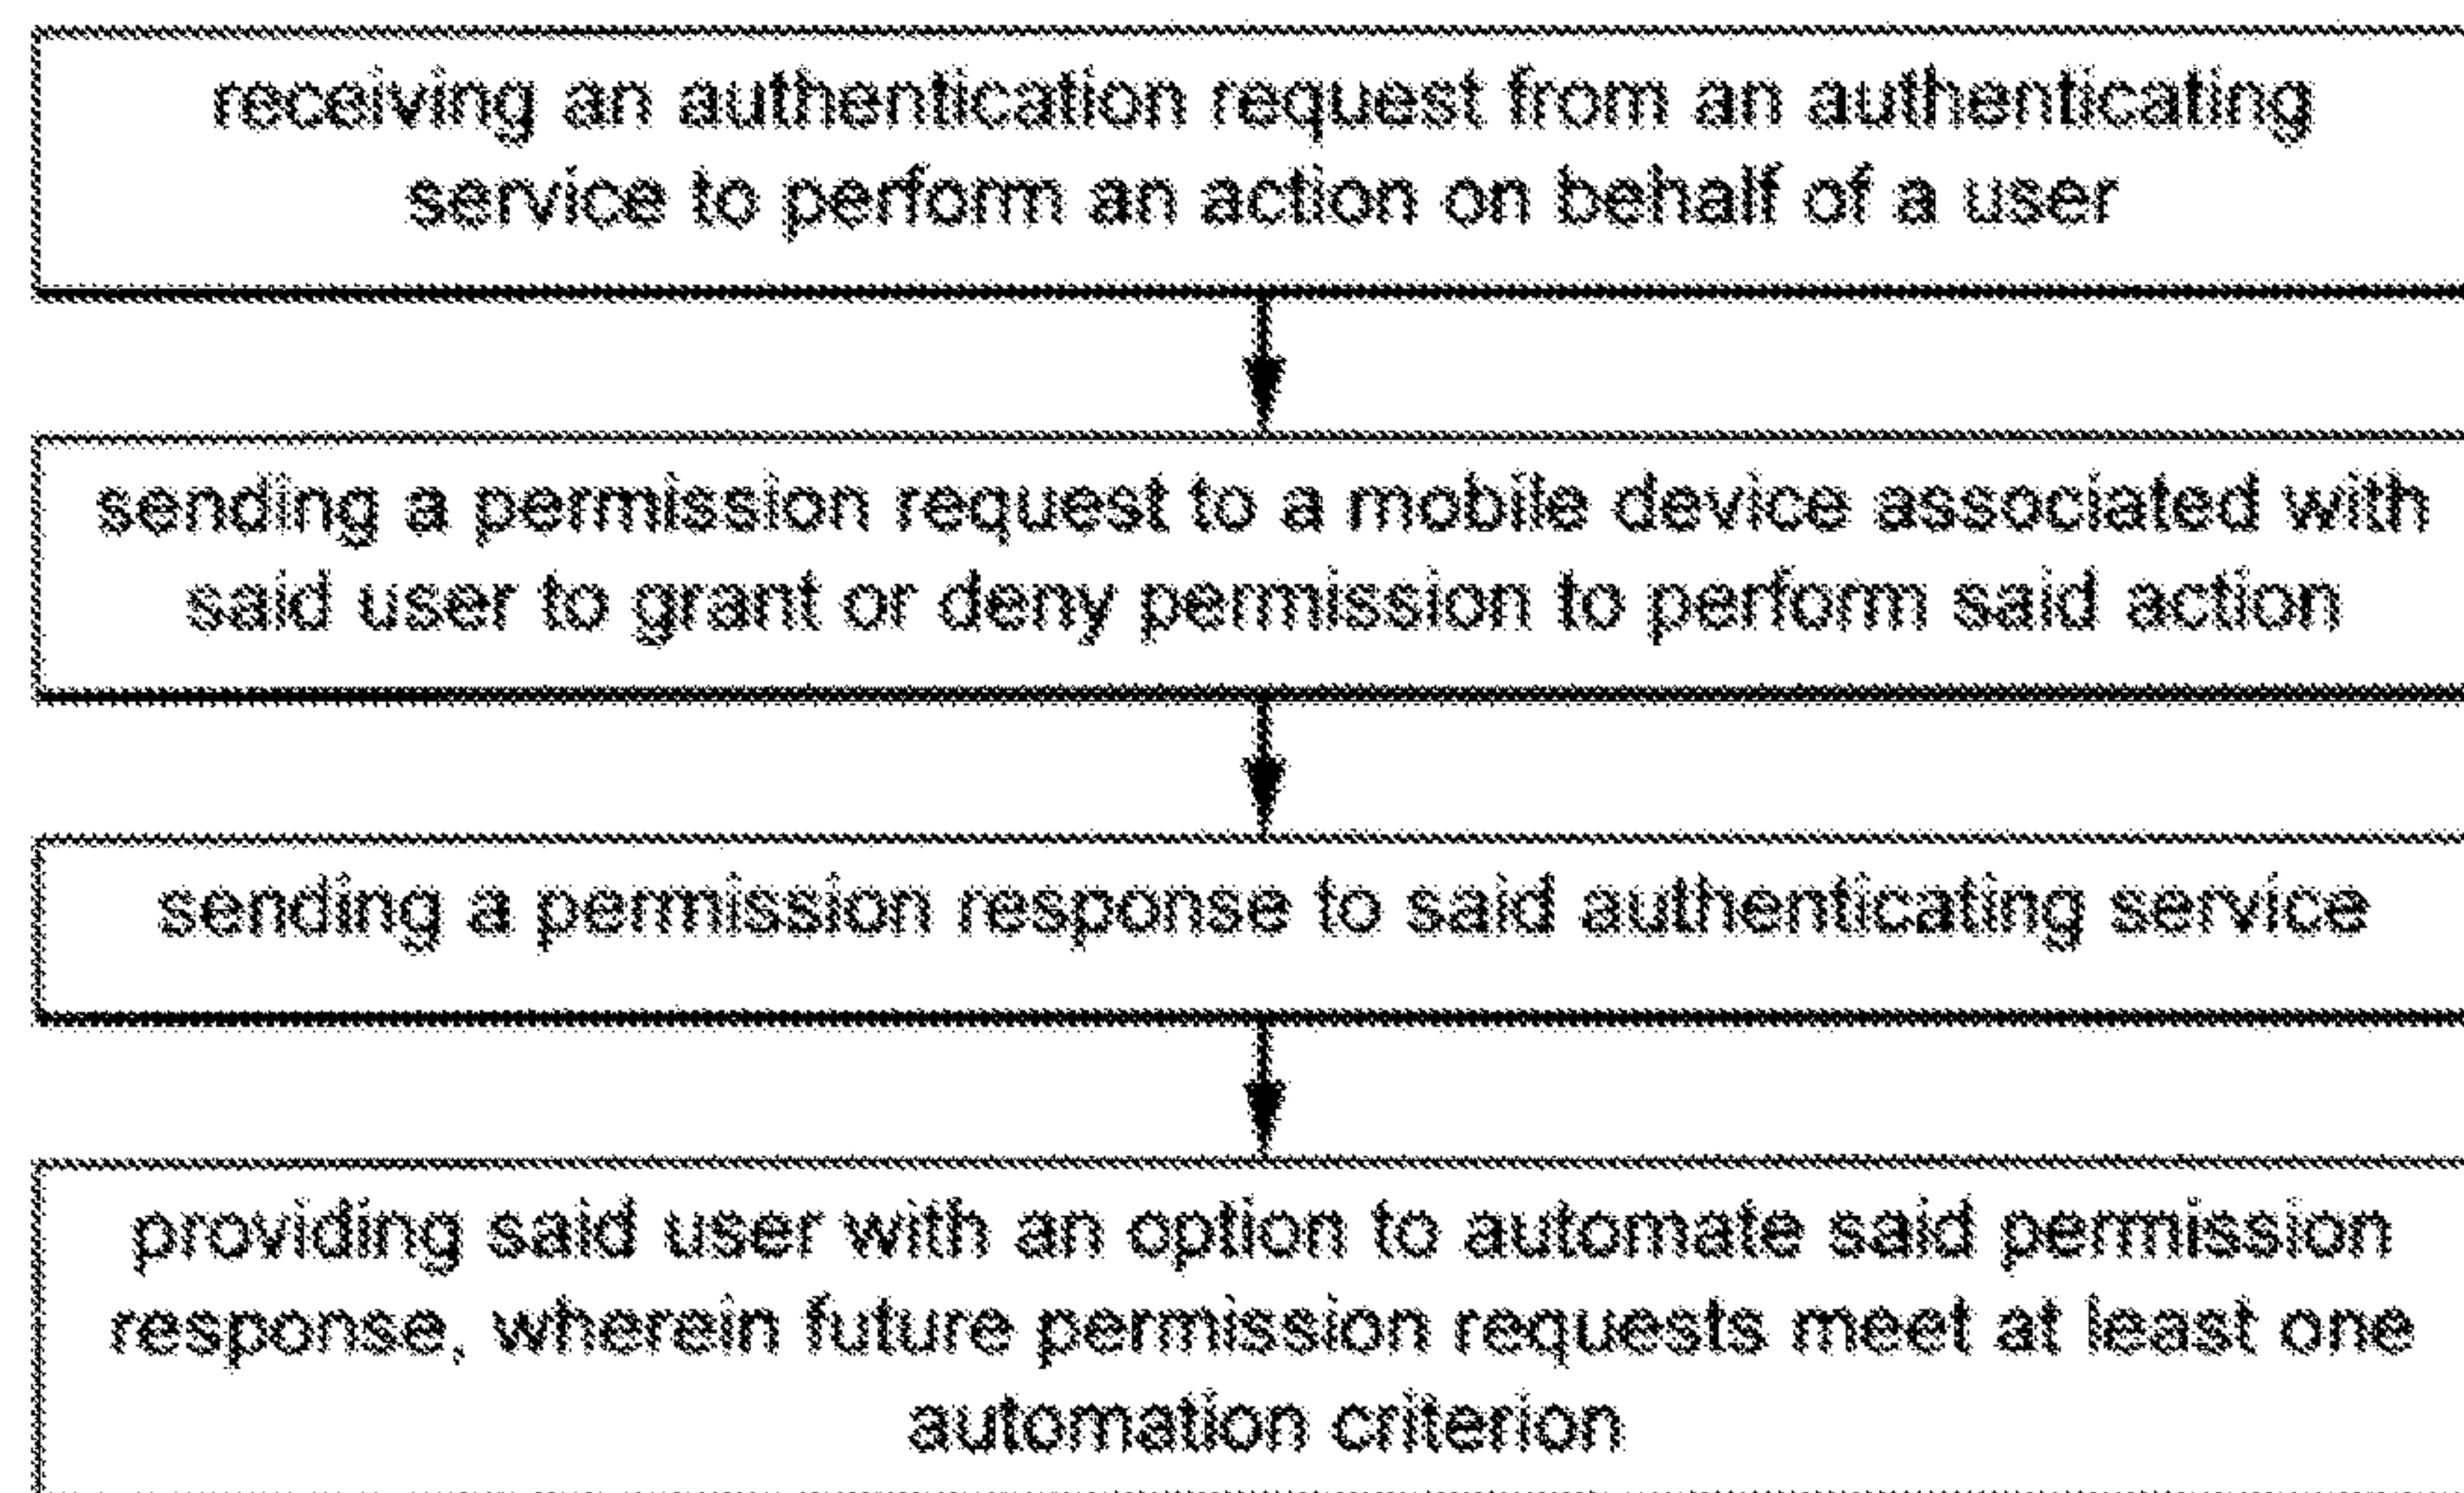 receiving an authentication request from an authenticating
service to perform an action on behalf of a user
sending a permission request to a mobile device associated with
said user to grant or deny permission to perform said action
sending a permission response to said authenticating service
providing said user with an option to automate said permission
response, wherein future permission requests meet at least one
automation criterion